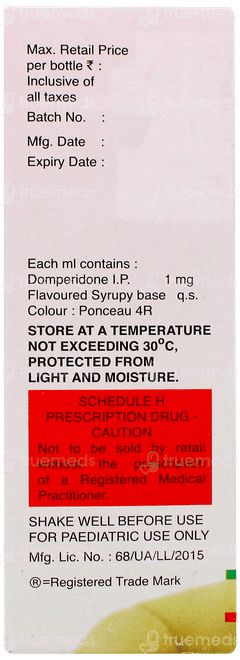 Max. Retail Price
per bottle ₹ :
Inclusive of
all taxes
Batch No. :
Mfg. Date :
Expiry Date :
Each ml contains :
Domperidone I.P. 1 mg
Flavoured Syrupy base q.s.
Colour : Ponceau 4R
STORE AT A TEMPERATURE
NOT EXCEEDING 30°C,
PROTECTED FROM
LIGHT AND MOISTURE.
SCHEDULE H
PRESCRIPTION DRUG -
CAUTION
Not to be sold by retail
without the prescription
of a Registered Medical
Practitioner.
SHAKE WELL BEFORE USE
FOR PAEDIATRIC USE ONLY
Mfg. Lic. No. : 68/UA/LL/2015
®=Registered Trade Mark
truemeds